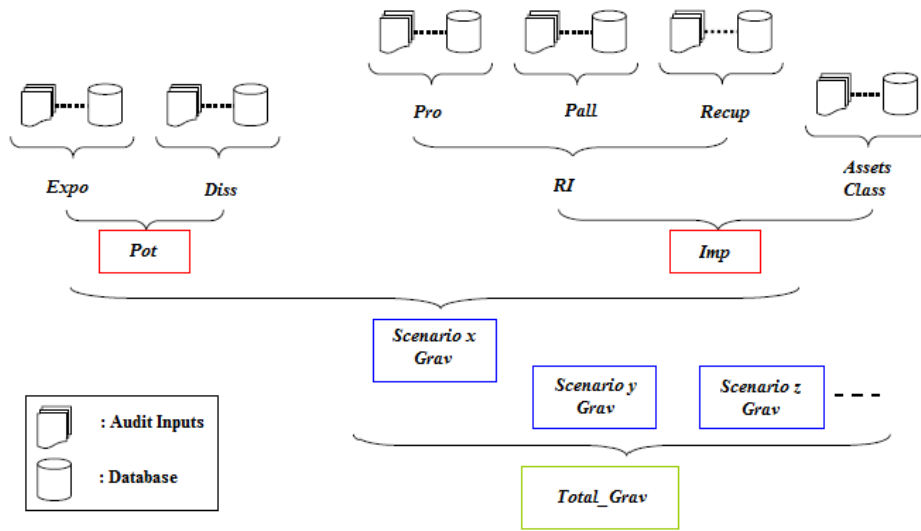 Pro
Pall
Recup
Expo
Diss
RI
Assets
Class
Pot
Imp
Scenario x
Grav
Scenario y
Grav
Scenario z
Grav
: Audit Inputs
: Database
Total_Grav